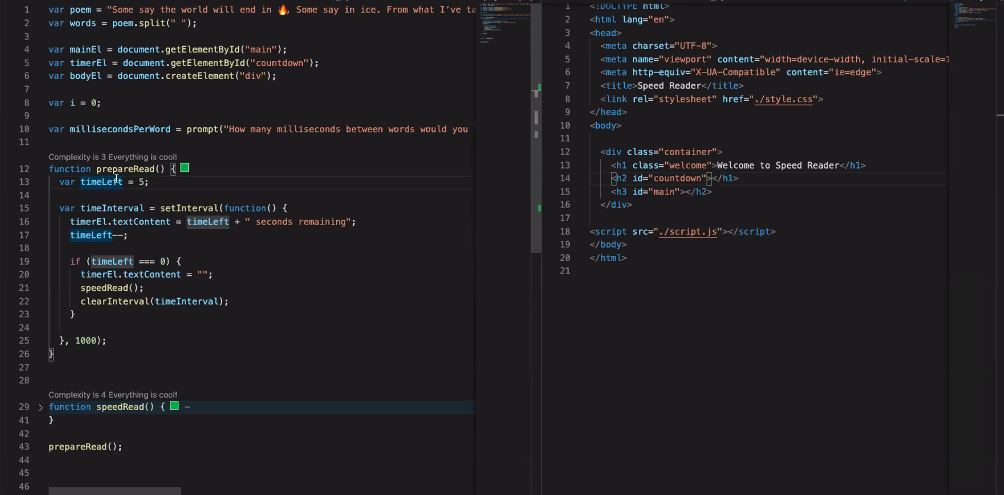 1 var poem = "Some say the world will end in 🔥, Some say in ice. From what I've ta
2 var words = poem.split(" ");
3
4 var mainEl = document.getElementById("main");
5 var timerEl = document.getElementById("countdown");
6 var bodyEl = document.createElement("div");
7
8 var i = 0;
9
10 var millisecondsPerWord = prompt("How many milliseconds between words would you
11
Complexity is 3 Everything is cool!
12 function prepareRead() {
13 var timeLeft = 5;
14
15 var timeInterval = setInterval(function() {
16 timerEl.textContent = timeLeft + " seconds remaining";
17 timeLeft--;
18
19 if (timeLeft === 0) {
20 timerEl.textContent = "";
21 speedRead();
22 clearInterval(timeInterval);
23 }
24
25 }, 1000);
26 }
27
28
Complexity is 4 Everything is cool!
29 function speedRead() { ⋯
41 }
42
43 prepareRead();
44
45
46
1 <!DOCTYPE html>
2 <html lang="en">
3 <head>
4 <meta charset="UTF-8">
5 <meta name="viewport" content="width=device-width, initial-scale=1
6 <meta http-equiv="X-UA-Compatible" content="ie=edge">
7 <title>Speed Reader</title>
8 <link rel="stylesheet" href="./style.css">
9 </head>
10 <body>
11
12 <div class="container">
13 <h1 class="welcome">Welcome to Speed Reader</h1>
14 <h2 id="countdown"></h1>
15 <h3 id="main"></h2>
16 </div>
17
18 <script src="./script.js"></script>
19 </body>
20 </html>
21